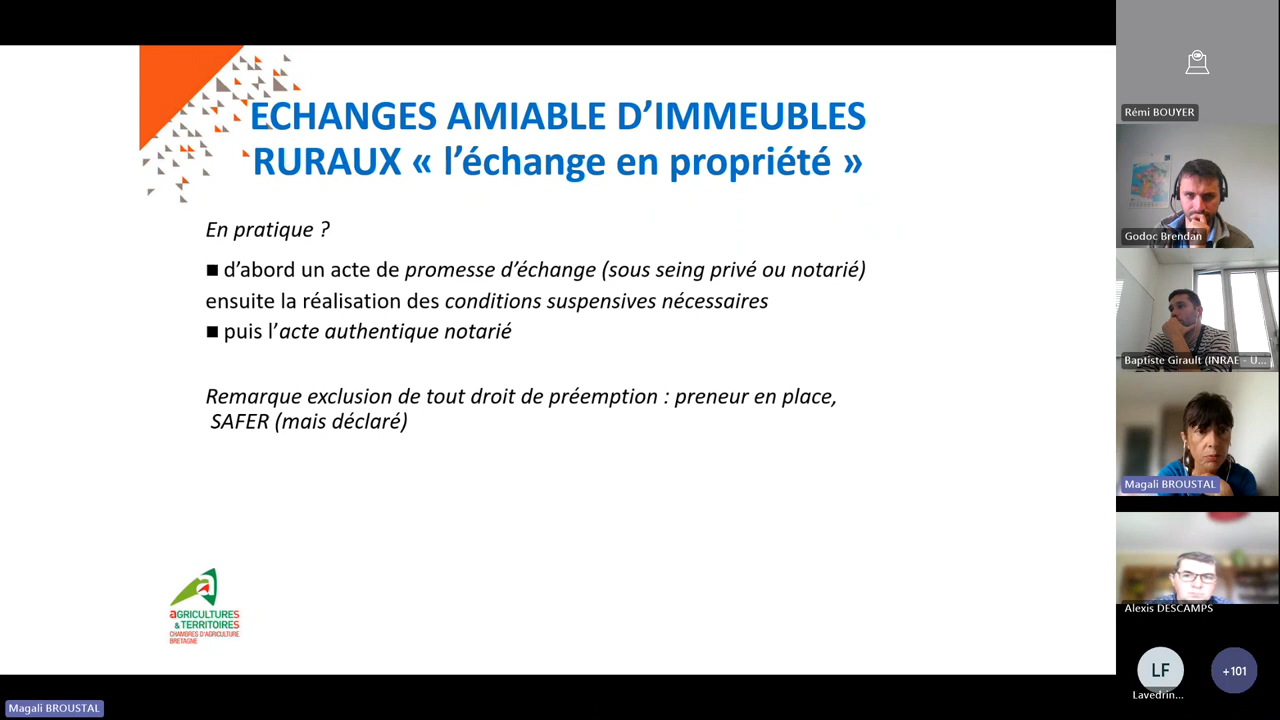 ECHANGES AMIABLE D’IMMEUBLES
RURAUX « l’échange en propriété »
En pratique ?
■ d’abord un acte de promesse d’échange (sous seing privé ou notarié)
ensuite la réalisation des conditions suspensives nécessaires
■ puis l’acte authentique notarié
Remarque exclusion de tout droit de préemption : preneur en place,
SAFER (mais déclaré)
aGRICULTURES
& TERRITOIRES
CHAMBRES D'AGRICULTURE
BRETAGNE
Rémi BOUYER
Godoc Brendan
Baptiste Girault (INRAE - U...
Magali BROUSTAL
Alexis DESCAMPS
LF
+101
Lavedrin...
Magali BROUSTAL